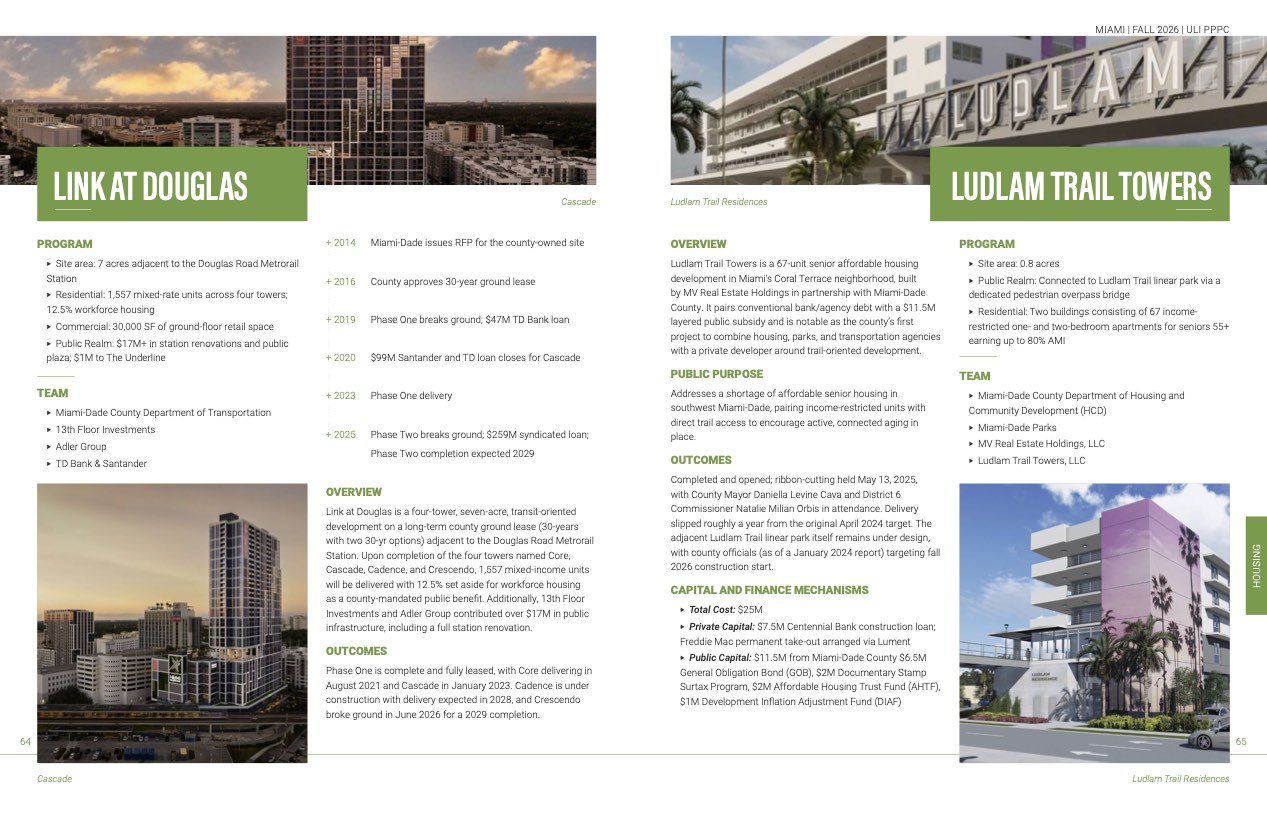 MIAMI | FALL 2026 | ULI PPPC
LINK AT DOUGLAS
Cascade
PROGRAM
‣ Site area: 7 acres adjacent to the Douglas Road Metrorail
Station
‣ Residential: 1,557 mixed-rate units across four towers;
12.5% workforce housing
‣ Commercial: 30,000 SF of ground-floor retail space
‣ Public Realm: $17M+ in station renovations and public
plaza; $1M to The Underline
TEAM
‣ Miami-Dade County Department of Transportation
‣ 13th Floor Investments
‣ Adler Group
‣ TD Bank & Santander
64
Cascade
+ 2014 Miami-Dade issues RFP for the county-owned site
+ 2016 County approves 30-year ground lease
+ 2019 Phase One breaks ground; $47M TD Bank loan
+ 2020 $99M Santander and TD loan closes for Cascade
+ 2023 Phase One delivery
+ 2025 Phase Two breaks ground; $259M syndicated loan;
Phase Two completion expected 2029
OVERVIEW
Link at Douglas is a four-tower, seven-acre, transit-oriented
development on a long-term county ground lease (30-years
with two 30-yr options) adjacent to the Douglas Road Metrorail
Station. Upon completion of the four towers named Core,
Cascade, Cadence, and Crescendo, 1,557 mixed-income units
will be delivered with 12.5% set aside for workforce housing
as a county-mandated public benefit. Additionally, 13th Floor
Investments and Adler Group contributed over $17M in public
infrastructure, including a full station renovation.
OUTCOMES
Phase One is complete and fully leased, with Core delivering in
August 2021 and Cascade in January 2023. Cadence is under
construction with delivery expected in 2028, and Crescendo
broke ground in June 2026 for a 2029 completion.
LUDLAM
LUDLAM TRAIL TOWERS
Ludlam Trail Residences
OVERVIEW
Ludlam Trail Towers is a 67-unit senior affordable housing
development in Miami's Coral Terrace neighborhood, built
by MV Real Estate Holdings in partnership with Miami-Dade
County. It pairs conventional bank/agency debt with a $11.5M
layered public subsidy and is notable as the county's first
project to combine housing, parks, and transportation agencies
with a private developer around trail-oriented development.
PUBLIC PURPOSE
Addresses a shortage of affordable senior housing in
southwest Miami-Dade, pairing income-restricted units with
direct trail access to encourage active, connected aging in
place.
OUTCOMES
Completed and opened; ribbon-cutting held May 13, 2025,
with County Mayor Daniella Levine Cava and District 6
Commissioner Natalie Milian Orbis in attendance. Delivery
slipped roughly a year from the original April 2024 target. The
adjacent Ludlam Trail linear park itself remains under design,
with county officials (as of a January 2024 report) targeting fall
2026 construction start.
CAPITAL AND FINANCE MECHANISMS
‣ Total Cost: $25M
‣ Private Capital: $7.5M Centennial Bank construction loan;
Freddie Mac permanent take-out arranged via Lument
‣ Public Capital: $11.5M from Miami-Dade County $6.5M
General Obligation Bond (GOB), $2M Documentary Stamp
Surtax Program, $2M Affordable Housing Trust Fund (AHTF),
$1M Development Inflation Adjustment Fund (DIAF)
PROGRAM
‣ Site area: 0.8 acres
‣ Public Realm: Connected to Ludlam Trail linear park via a
dedicated pedestrian overpass bridge
‣ Residential: Two buildings consisting of 67 income-
restricted one- and two-bedroom apartments for seniors 55+
earning up to 80% AMI
TEAM
‣ Miami-Dade County Department of Housing and
Community Development (HCD)
‣ Miami-Dade Parks
‣ MV Real Estate Holdings, LLC
‣ Ludlam Trail Towers, LLC
LUDLAM
RESIDENCE
HOUSING
65
Ludlam Trail Residences